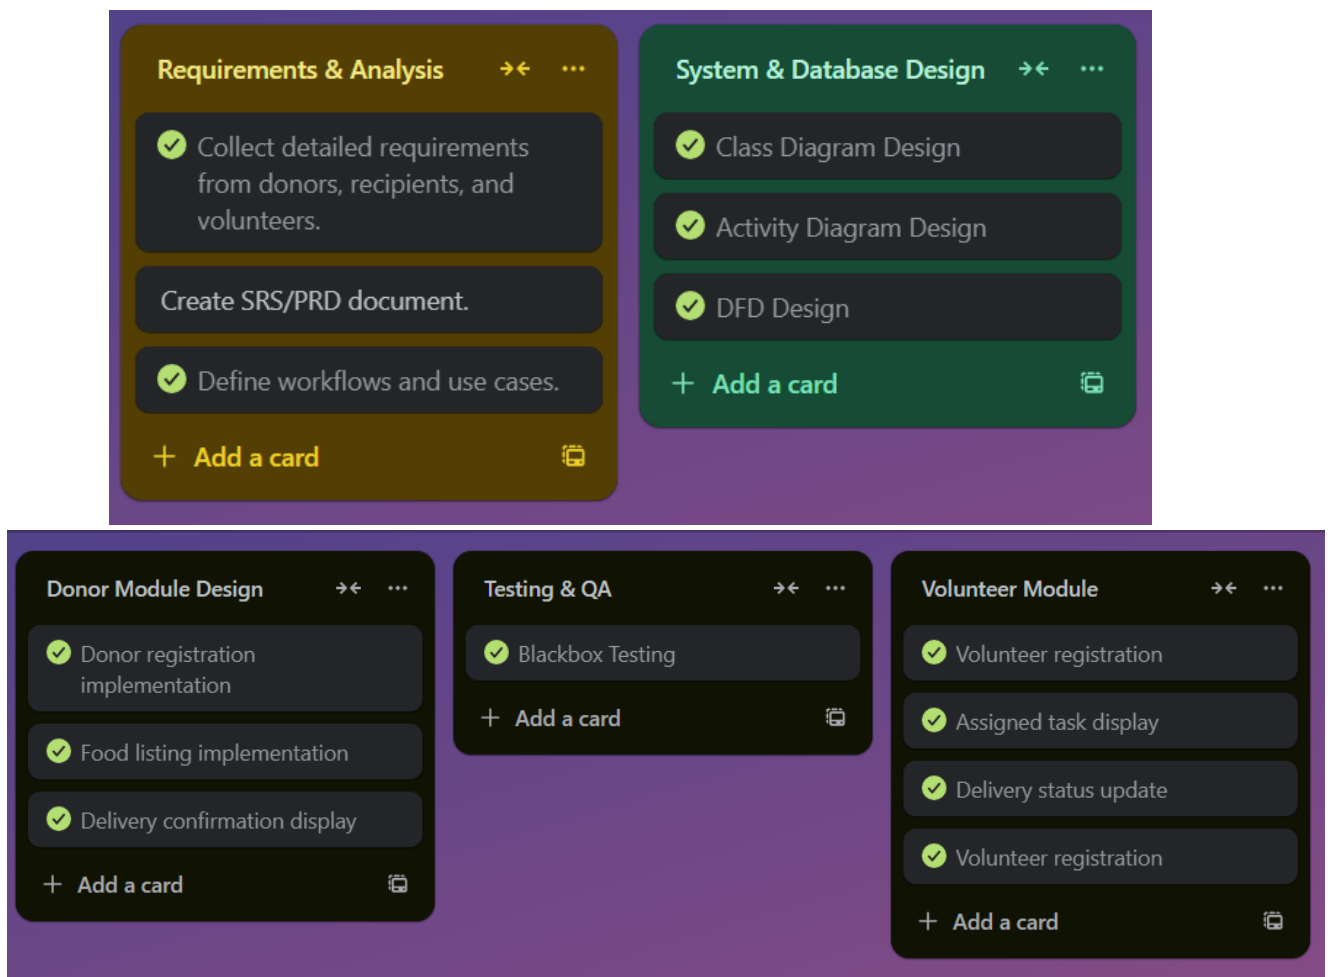 Requirements & Analysis
Collect detailed requirements
from donors, recipients, and
volunteers.
Create SRS/PRD document.
Define workflows and use cases.
+ Add a card
System & Database Design
Class Diagram Design
Activity Diagram Design
DFD Design
+ Add a card
Donor Module Design
Donor registration
implementation
Food listing implementation
Delivery confirmation display
+ Add a card
Testing & QA
Blackbox Testing
+ Add a card
Volunteer Module
Volunteer registration
Assigned task display
Delivery status update
Volunteer registration
+ Add a card